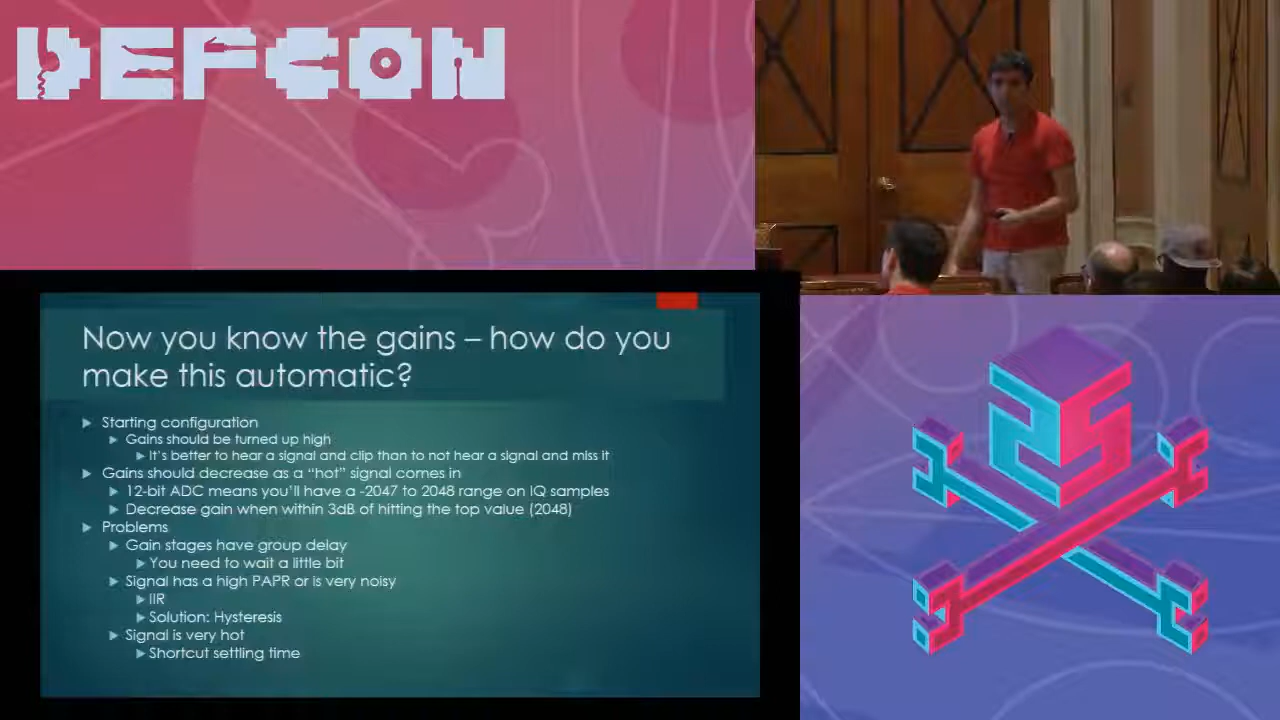 DEFCON
Now you know the gains – how do you
make this automatic?
Starting configuration
Gains should be turned up high
It's better to hear a signal and clip than to not hear a signal and miss it
Gains should decrease as a "hot" signal comes in
12-bit ADC means you'll have a -2047 to 2048 range on IQ samples
Decrease gain when within 3dB of hitting the top value (2048)
Problems
Gain stages have group delay
You need to wait a little bit
Signal has a high PAPR or is very noisy
IIR
Solution: Hysteresis
Signal is very hot
Shortcut settling time
25